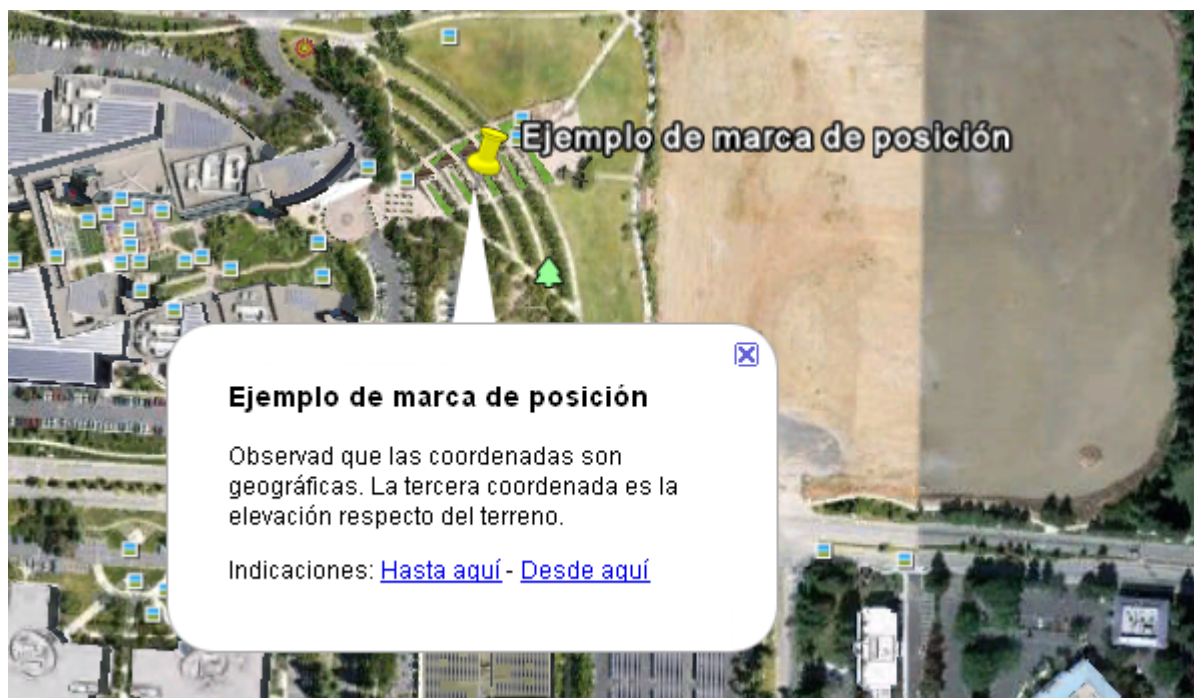 Ejemplo de marca de posición
Ejemplo de marca de posición
Observad que las coordenadas son
geográficas. La tercera coordenada es la
elevación respecto del terreno.
Indicaciones: Hasta aquí - Desde aquí